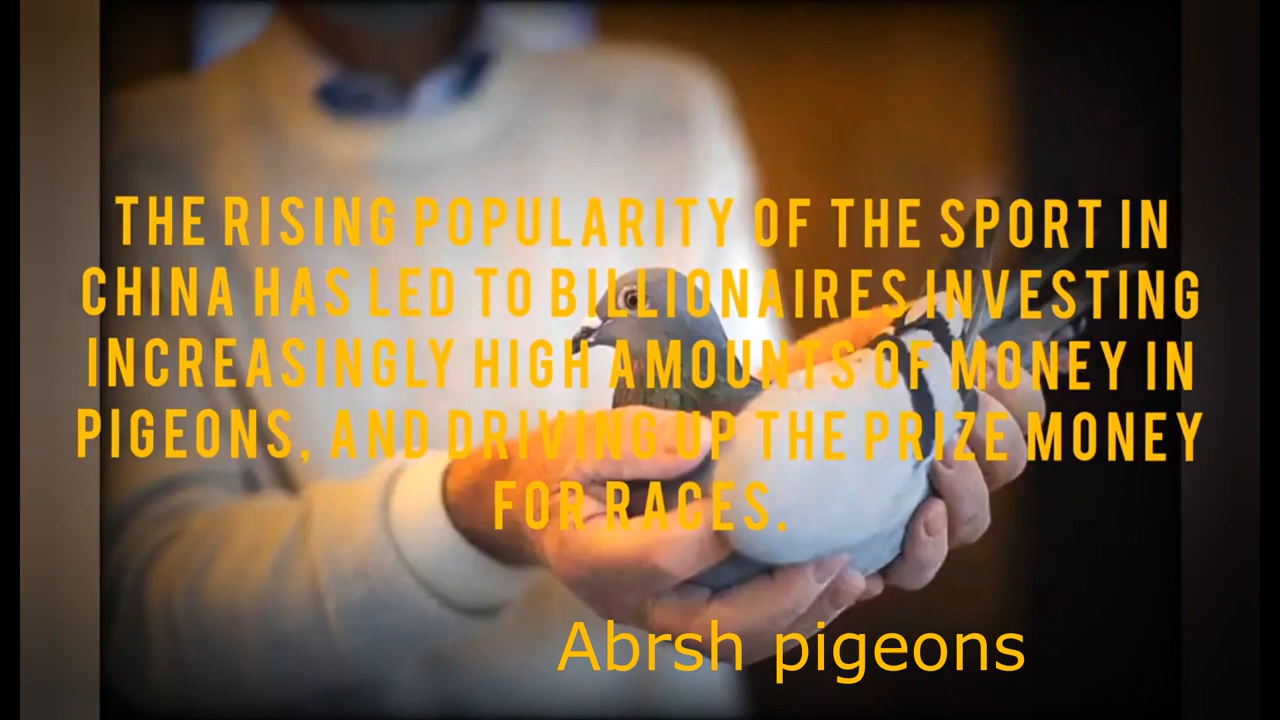 THE RISING POPULARITY OF THE SPORT IN
CHINA HAS LED TO BILLIONAIRES INVESTING
INCREASINGLY HIGH AMOUNTS OF MONEY IN
PIGEONS, AND DRIVING UP THE PRIZE MONEY
FOR RACES.
Abrsh pigeons